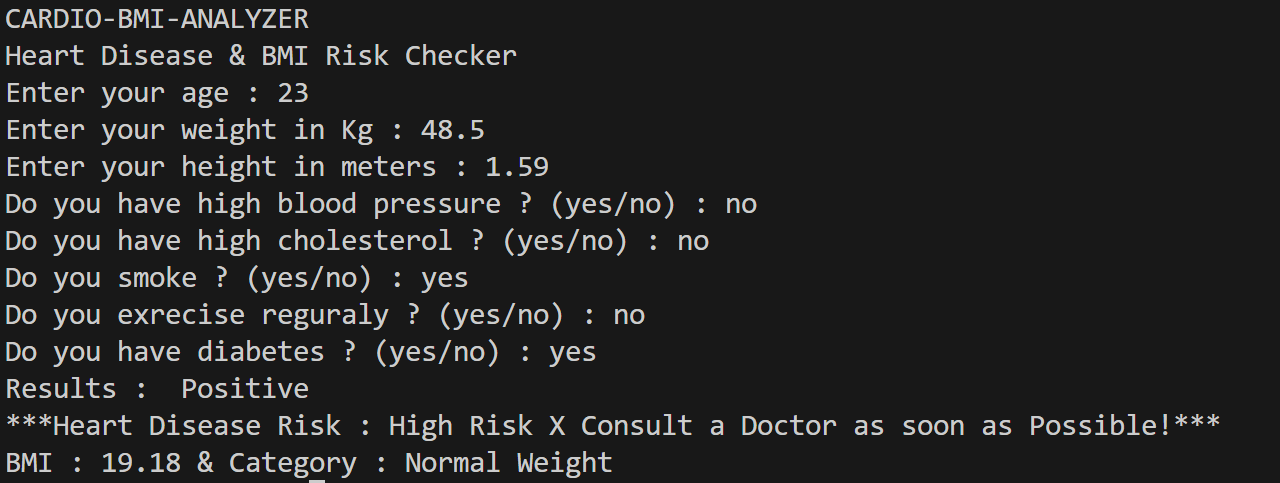 CARDIO-BMI-ANALYZER
Heart Disease & BMI Risk Checker
Enter your age : 23
Enter your weight in Kg : 48.5
Enter your height in meters : 1.59
Do you have high blood pressure ? (yes/no) : no
Do you have high cholesterol ? (yes/no) : no
Do you smoke ? (yes/no) : yes
Do you exrecise reguraly ? (yes/no) : no
Do you have diabetes ? (yes/no) : yes
Results :  Positive
***Heart Disease Risk : High Risk X Consult a Doctor as soon as Possible!***
BMI : 19.18 & Category : Normal Weight